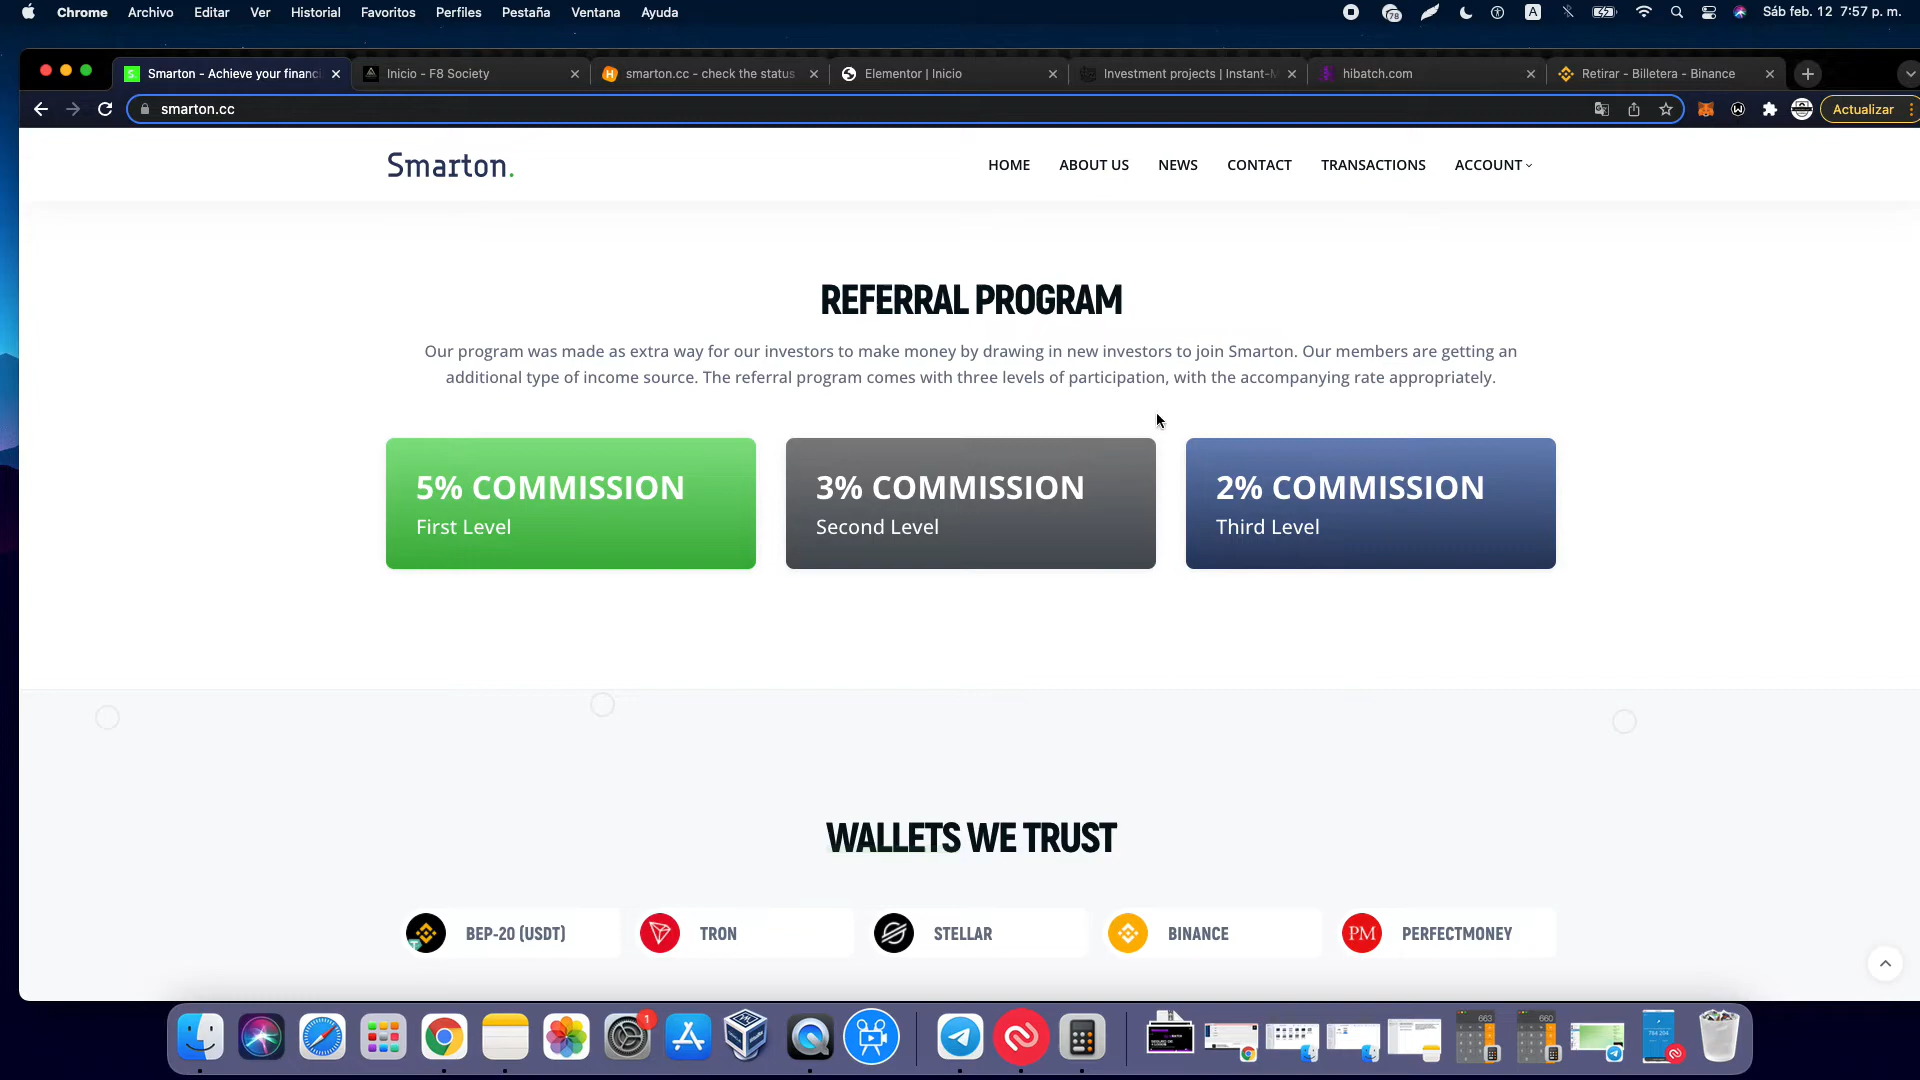 Chrome Archivo Editar Ver Historial Favoritos Perfiles Pestaña Ventana Ayuda
78 A Sáb feb. 12 7:57 p. m.
Smarton - Achieve your financi
Inicio - F8 Society
smarton.cc - check the status
Elementor | Inicio
Investment projects | Instant-M
hibatch.com
Retirar - Billetera - Binance
smarton.cc
Actualizar
Smarton.
HOME ABOUT US NEWS CONTACT TRANSACTIONS ACCOUNT
REFERRAL PROGRAM
Our program was made as extra way for our investors to make money by drawing in new investors to join Smarton. Our members are getting an
additional type of income source. The referral program comes with three levels of participation, with the accompanying rate appropriately.
5% COMMISSION
First Level
3% COMMISSION
Second Level
2% COMMISSION
Third Level
WALLETS WE TRUST
BEP-20 (USDT)
TRON
STELLAR
BINANCE
PM PERFECTMONEY
1
663
660